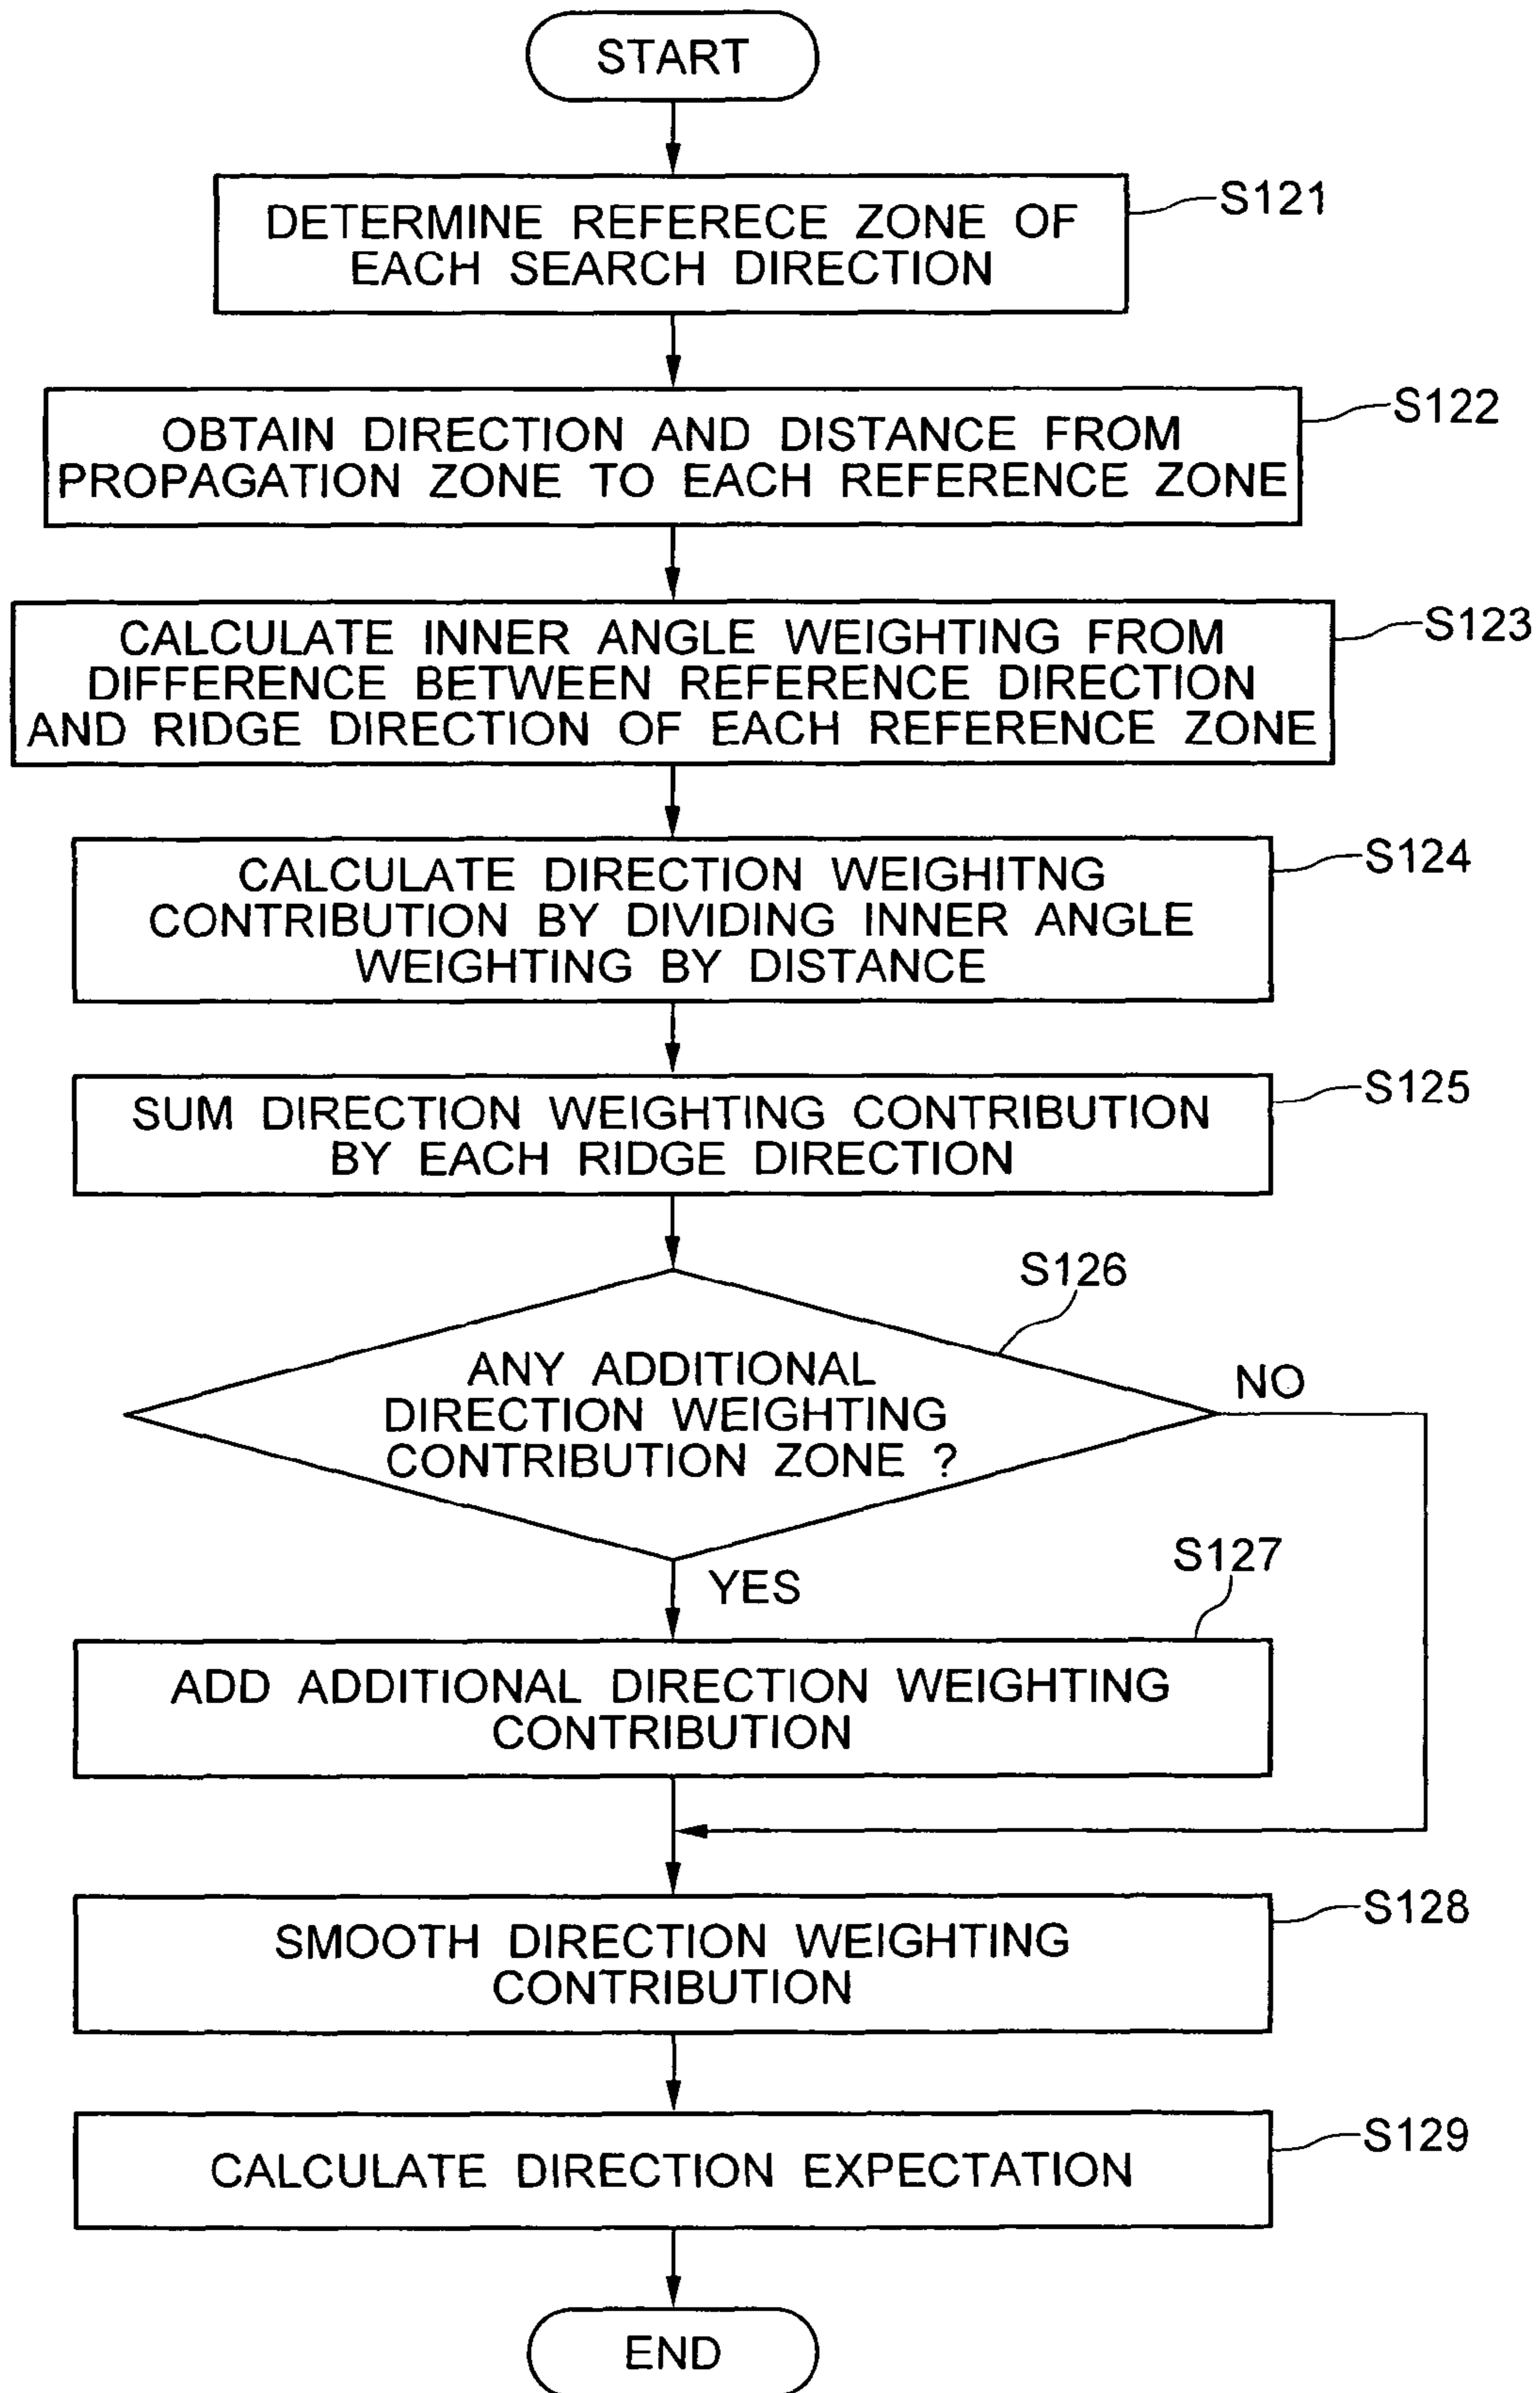 START
DETERMINE REFERECE ZONE OF
EACH SEARCH DIRECTION
S121
OBTAIN DIRECTION AND DISTANCE FROM
PROPAGATION ZONE TO EACH REFERENCE ZONE
S122
CALCULATE INNER ANGLE WEIGHTING FROM
DIFFERENCE BETWEEN REFERENCE DIRECTION
AND RIDGE DIRECTION OF EACH REFERENCE ZONE
S123
CALCULATE DIRECTION WEIGHITNG
CONTRIBUTION BY DIVIDING INNER ANGLE
WEIGHTING BY DISTANCE
S124
SUM DIRECTION WEIGHTING CONTRIBUTION
BY EACH RIDGE DIRECTION
S125
S126
ANY ADDITIONAL
DIRECTION WEIGHTING
CONTRIBUTION ZONE ?
NO
YES
S127
ADD ADDITIONAL DIRECTION WEIGHTING
CONTRIBUTION
SMOOTH DIRECTION WEIGHTING
CONTRIBUTION
S128
CALCULATE DIRECTION EXPECTATION
S129
END